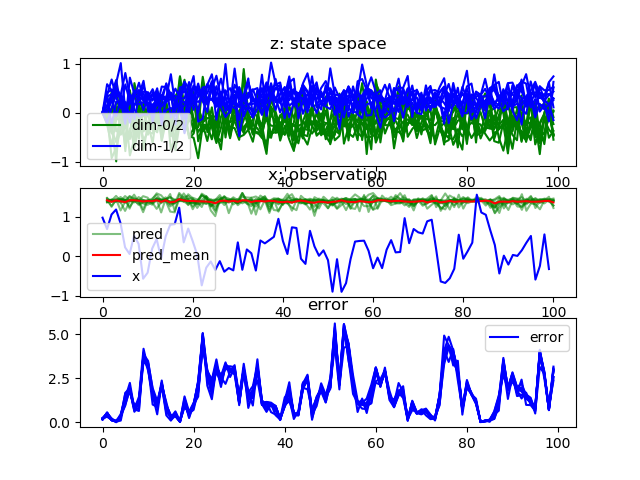 z: state space
1
0
−1
dim-0/2
dim-1/2
0 20 40 60 80 100
x: observation
1
0
−1
pred
pred_mean
x
0 20 40 60 80 100
error
5.0
2.5
0.0
error
0 20 40 60 80 100